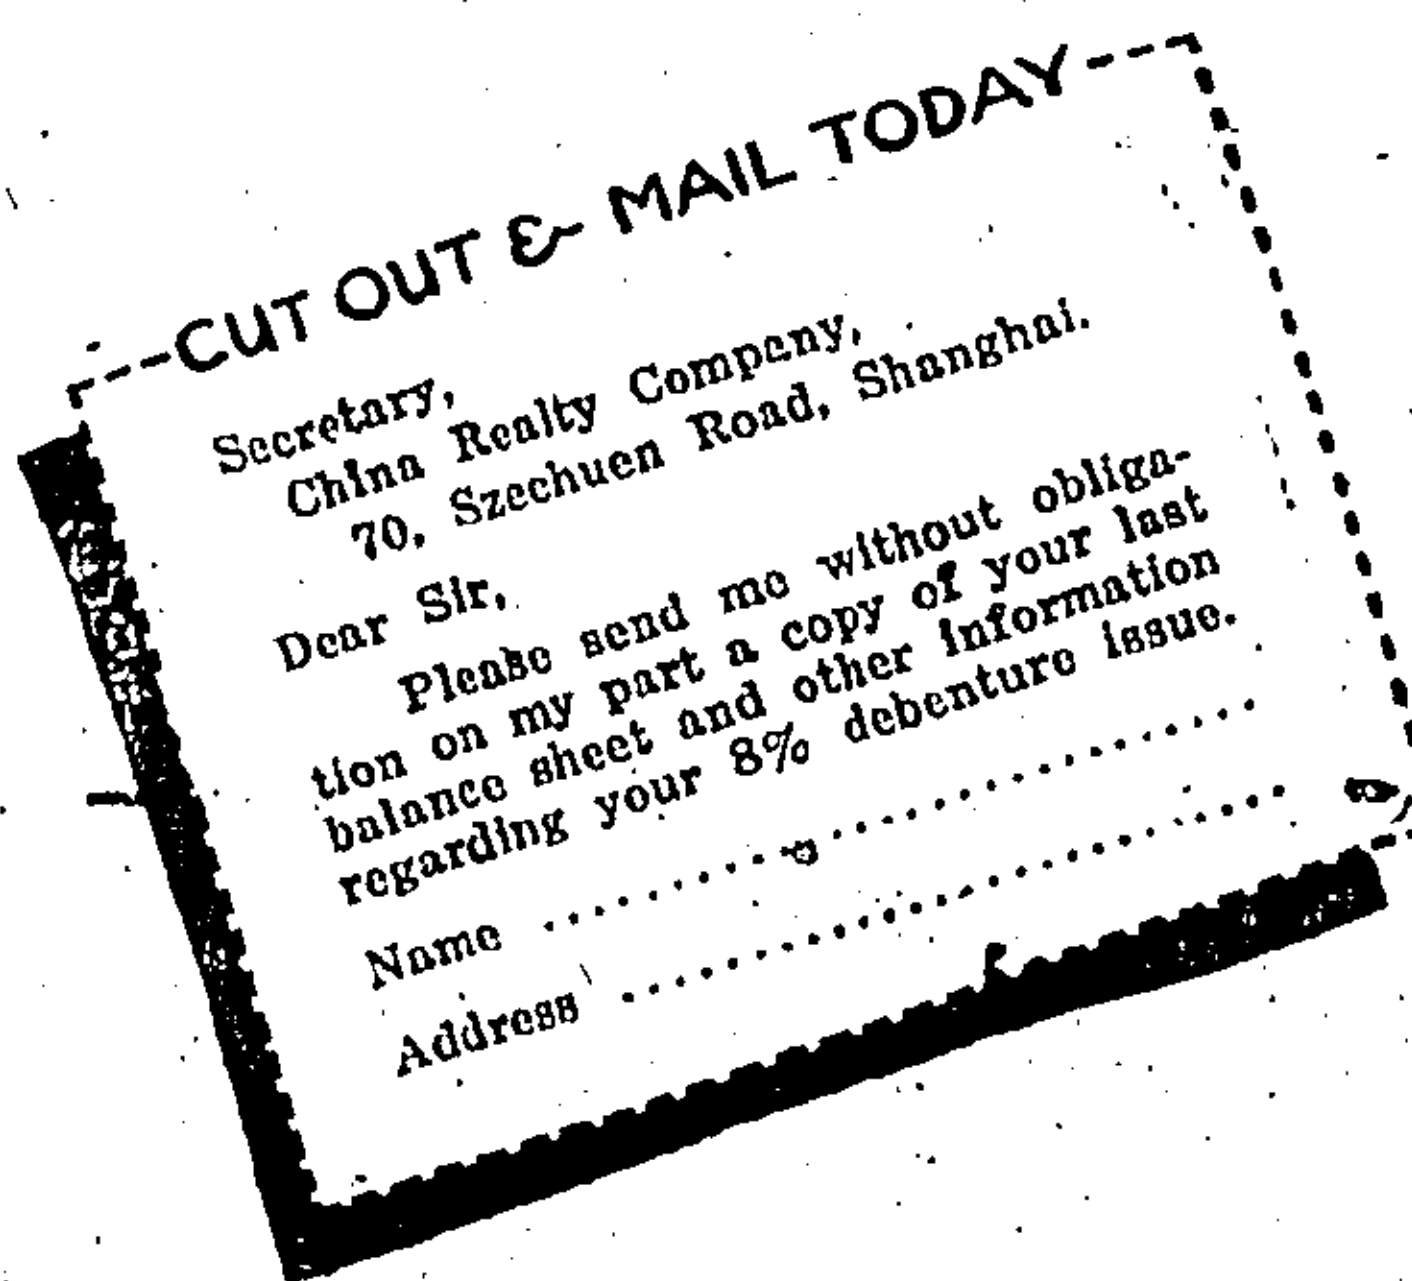 CUT OUT & MAIL TODAY
Secretary,
China Realty Company,
70, Szechuen Road, Shanghai.
Dear Sir,
Please send me without obliga-
tion on my part a copy of your last
balance sheet and other information
regarding your 8% debenture issue.
Name ..............................
Address ..............................